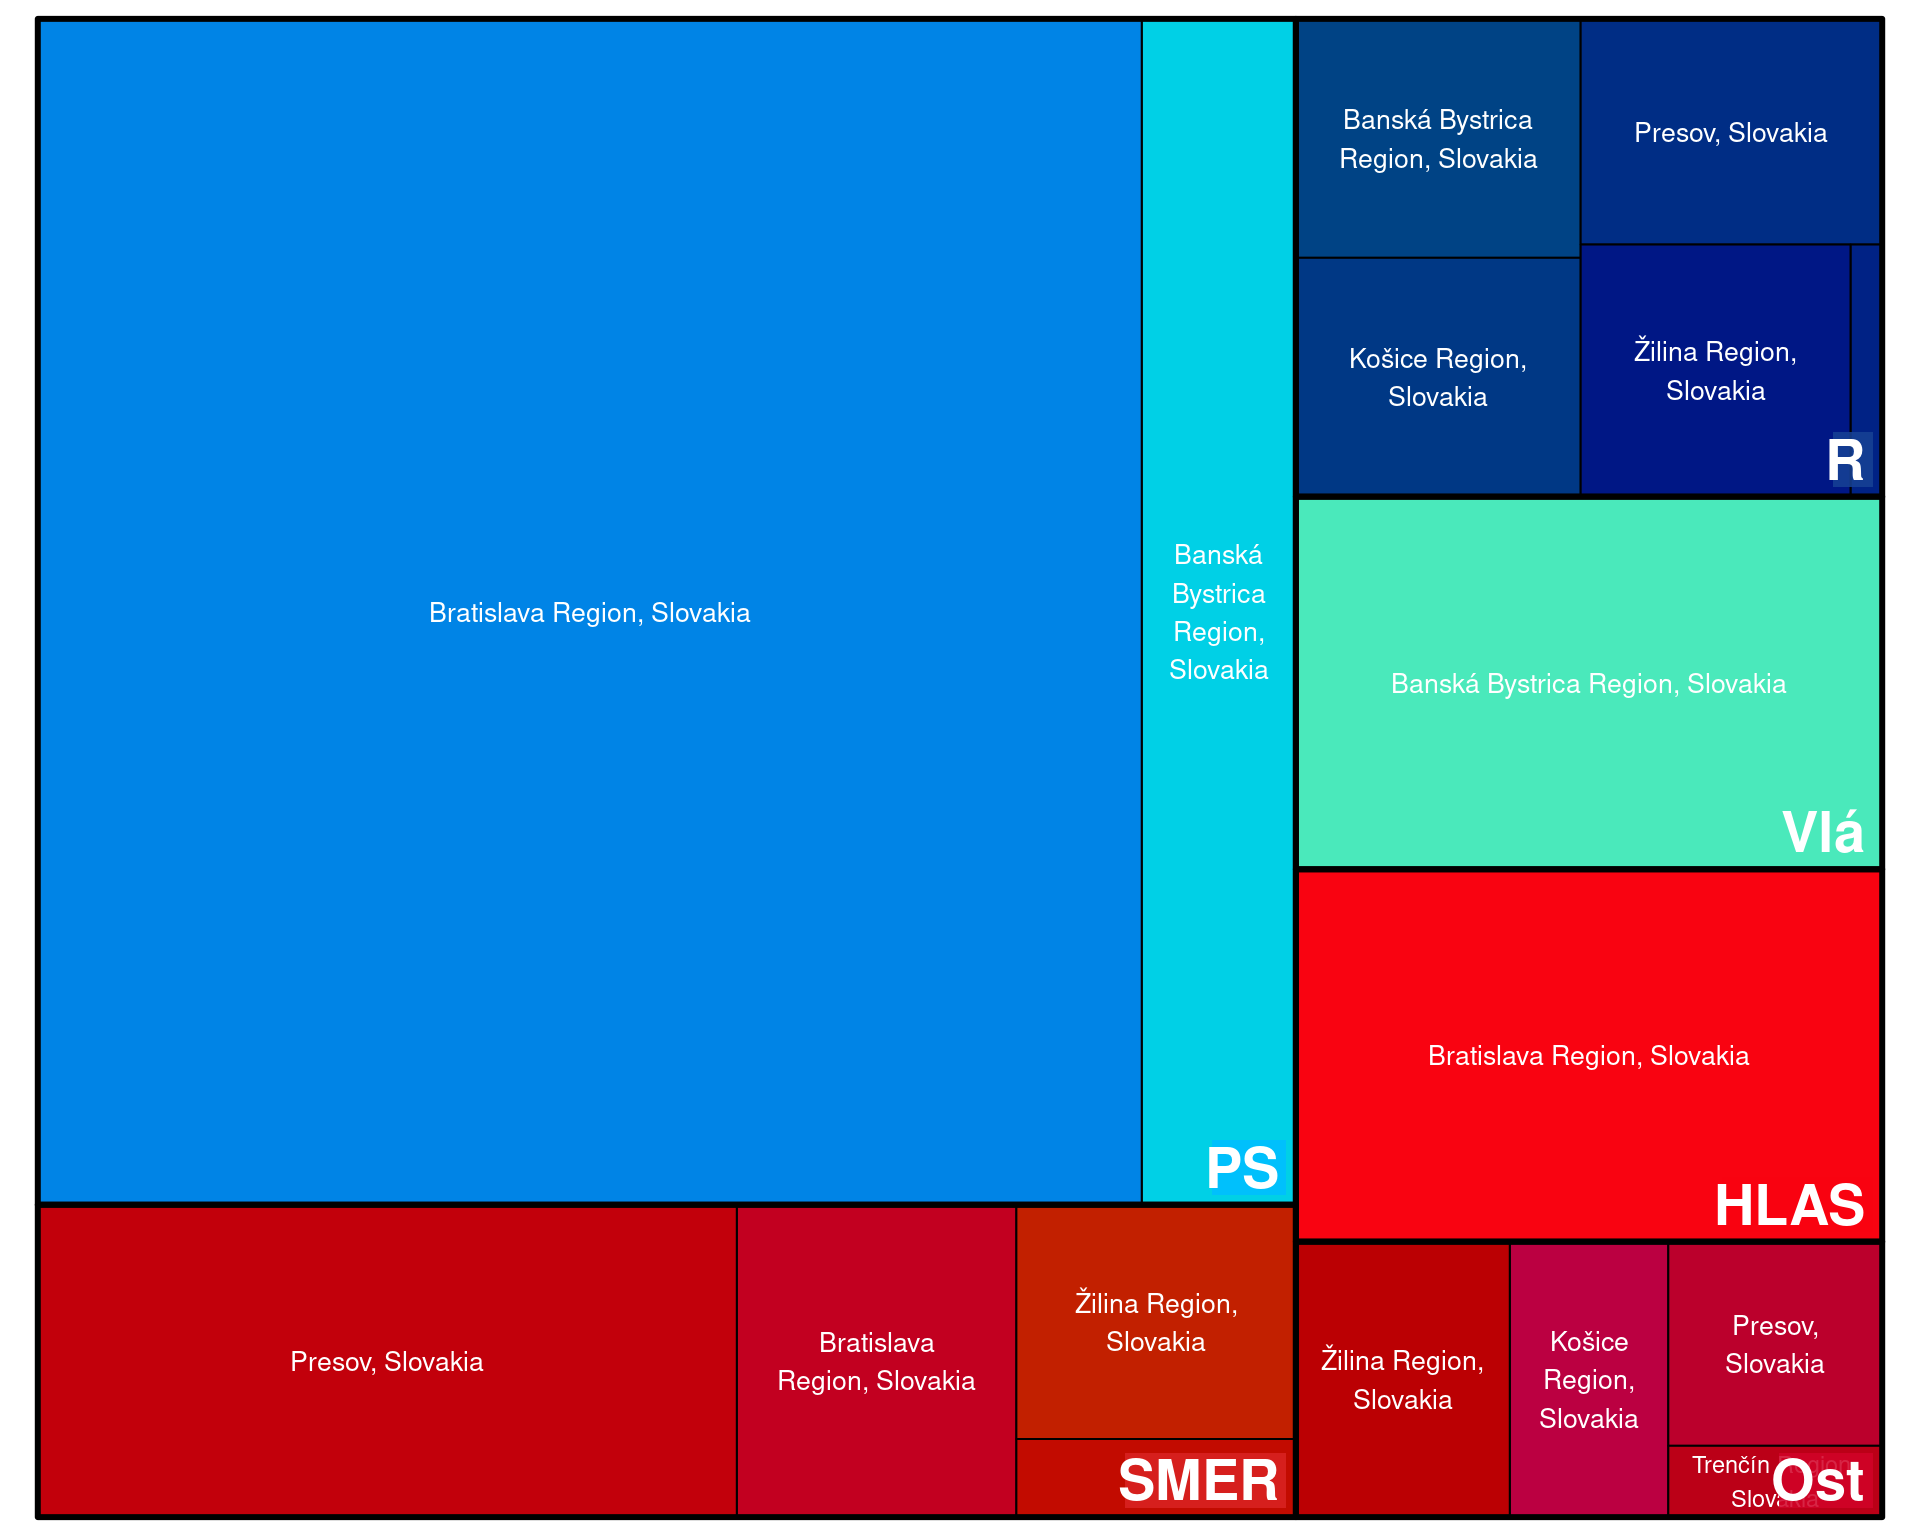 Bratislava Region, Slovakia
Banská
Bystrica
Region,
Slovakia
PS
Presov, Slovakia
Bratislava
Region, Slovakia
Žilina Region,
Slovakia
SMER
Banská Bystrica
Region, Slovakia
Presov, Slovakia
Košice Region,
Slovakia
Žilina Region,
Slovakia
R
Banská Bystrica Region, Slovakia
Vlá
Bratislava Region, Slovakia
HLAS
Žilina Region,
Slovakia
Košice
Region,
Slovakia
Presov,
Slovakia
Trenčín Region,
Slovakia
Ost